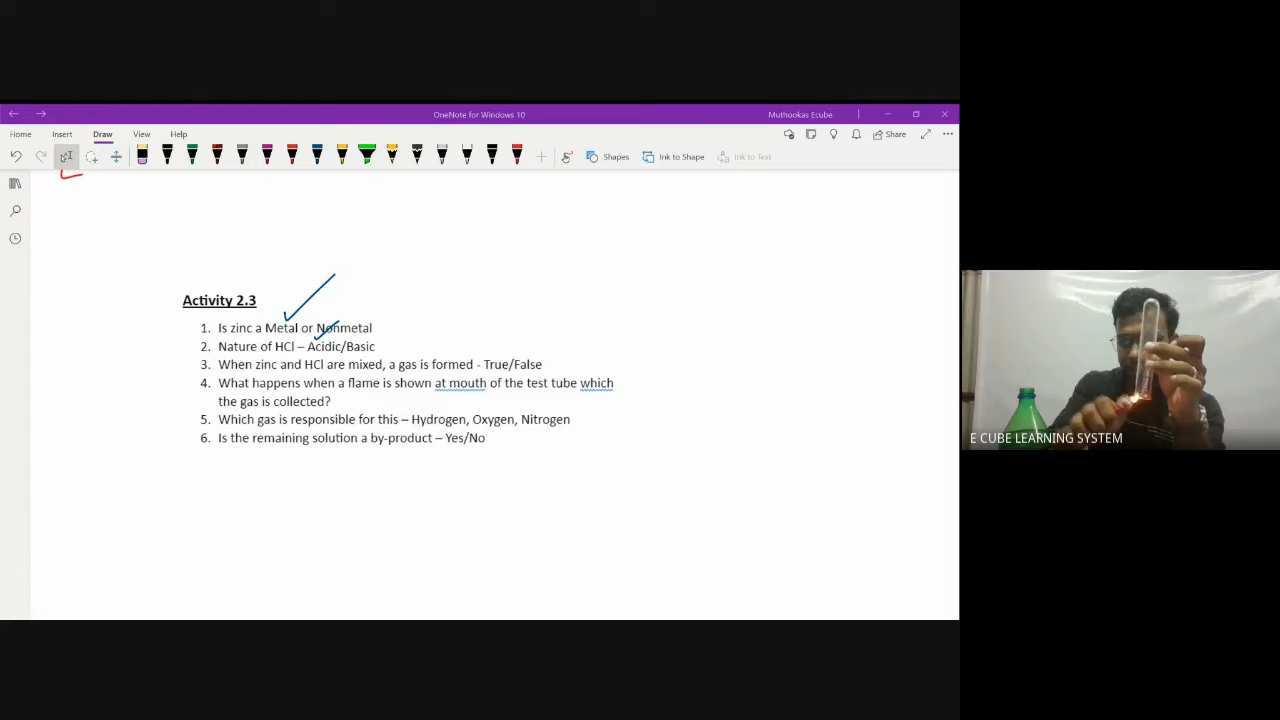 OneNote for Windows 10
Muthookas Ecube
Home Insert Draw View Help
Share
Shapes Ink to Shape Ink to Text
Activity 2.3
1. Is zinc a Metal or Nonmetal
2. Nature of HCl – Acidic/Basic
3. When zinc and HCl are mixed, a gas is formed - True/False
4. What happens when a flame is shown at mouth of the test tube which
the gas is collected?
5. Which gas is responsible for this – Hydrogen, Oxygen, Nitrogen
6. Is the remaining solution a by-product – Yes/No
E CUBE LEARNING SYSTEM